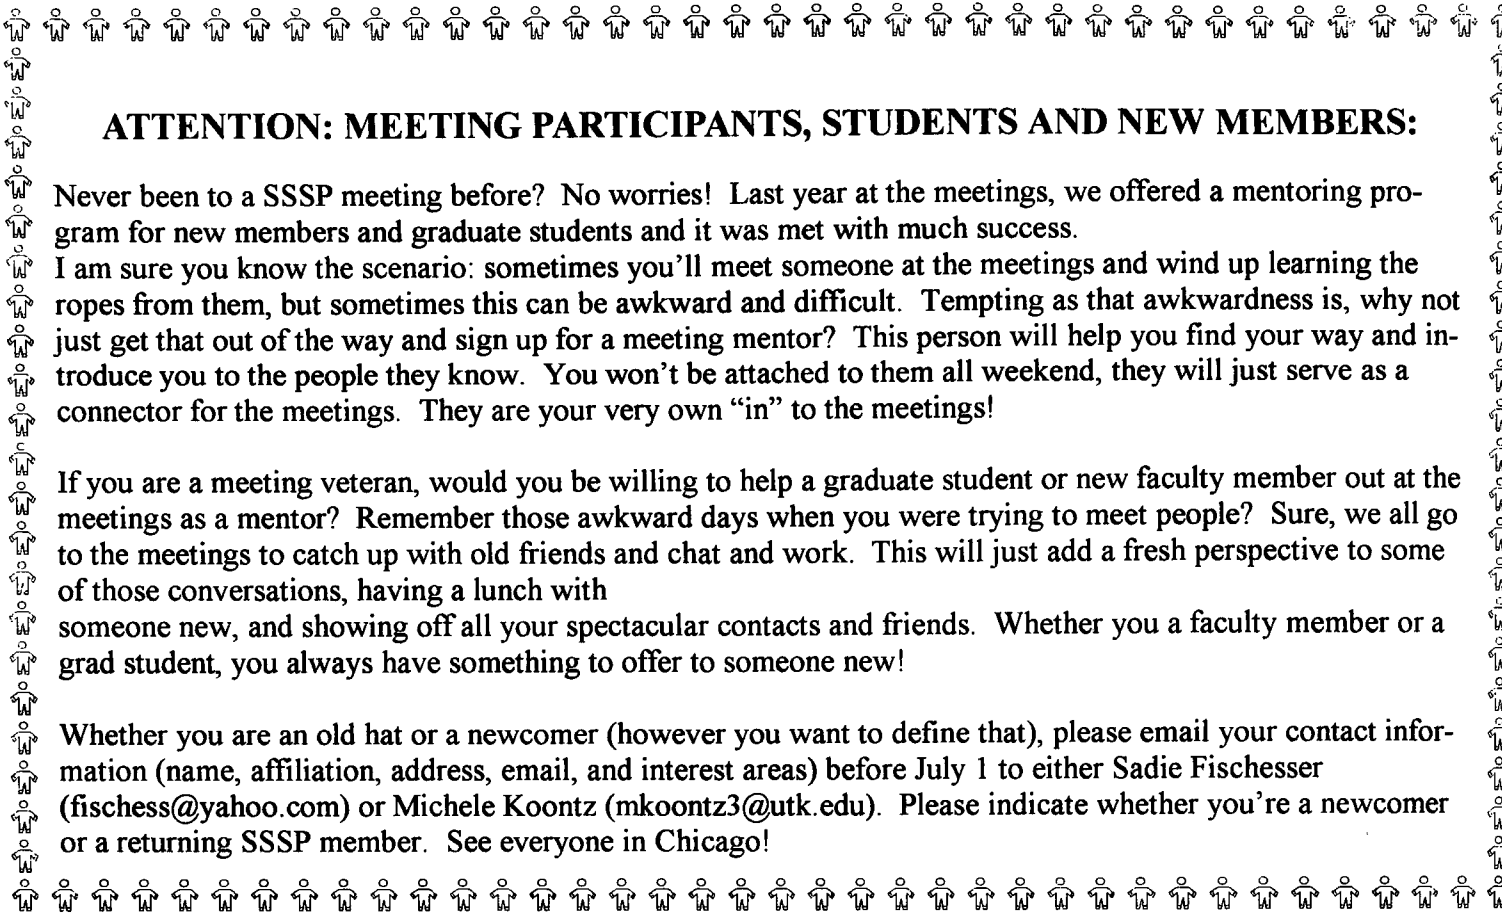 ATTENTION: MEETING PARTICIPANTS, STUDENTS AND NEW MEMBERS:
Never been to a SSSP meeting before? No worries! Last year at the meetings, we offered a mentoring pro-
gram for new members and graduate students and it was met with much success.
I am sure you know the scenario: sometimes you'll meet someone at the meetings and wind up learning the
ropes from them, but sometimes this can be awkward and difficult. Tempting as that awkwardness is, why not
just get that out of the way and sign up for a meeting mentor? This person will help you find your way and in-
troduce you to the people they know. You won't be attached to them all weekend, they will just serve as a
connector for the meetings. They are your very own “in” to the meetings!
If you are a meeting veteran, would you be willing to help a graduate student or new faculty member out at the
meetings as a mentor? Remember those awkward days when you were trying to meet people? Sure, we all go
to the meetings to catch up with old friends and chat and work. This will just add a fresh perspective to some
of those conversations, having a lunch with
someone new, and showing off all your spectacular contacts and friends. Whether you a faculty member or a
grad student, you always have something to offer to someone new!
Whether you are an old hat or a newcomer (however you want to define that), please email your contact infor-
mation (name, affiliation, address, email, and interest areas) before July 1 to either Sadie Fischesser
(fischess@yahoo.com) or Michele Koontz (mkoontz3@utk.edu). Please indicate whether you're a newcomer
or a returning SSSP member. See everyone in Chicago!